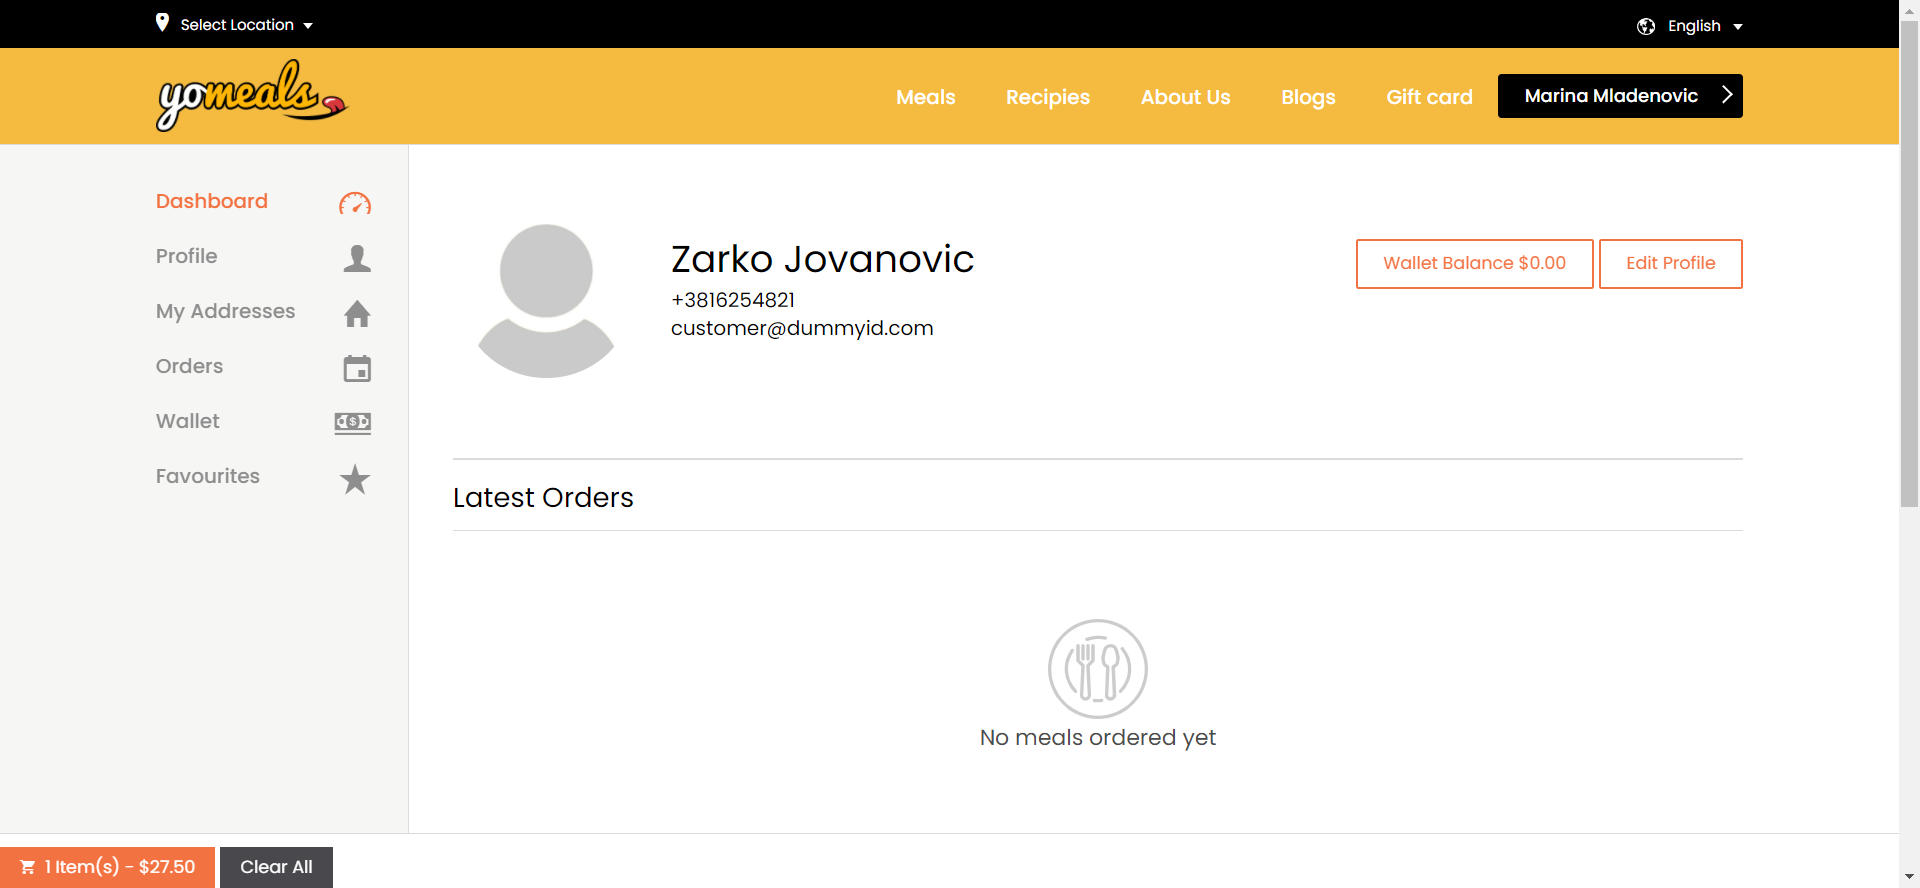 Select Location
English
yomeals
Meals
Recipies
About Us
Blogs
Gift card
Marina Mladenovic
Dashboard
Profile
My Addresses
Orders
Wallet
Favourites
Zarko Jovanovic
+3816254821
customer@dummyid.com
Wallet Balance $0.00
Edit Profile
Latest Orders
No meals ordered yet
1 Item(s) - $27.50
Clear All